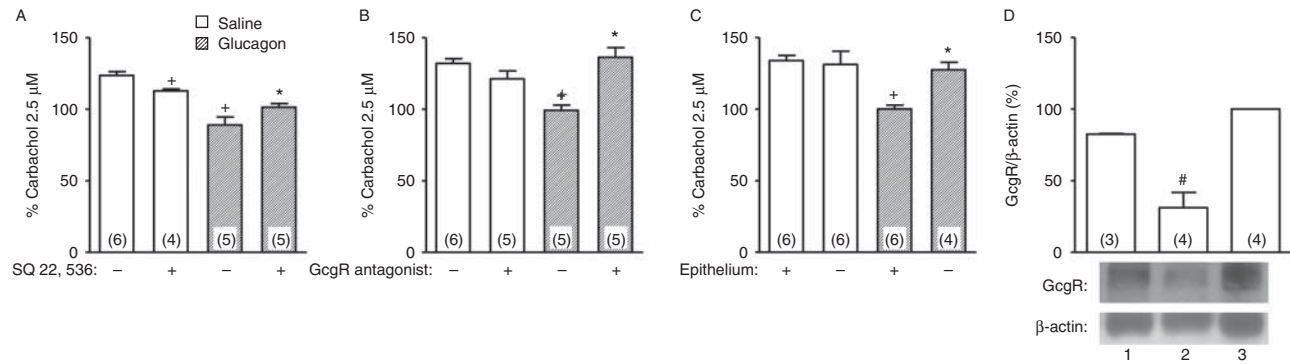 A
Saline
Glucagon
% Carbachol 2.5 μM
150
100
50
0
+
+
*
(6) (4) (5) (5)
SQ 22, 536: – + – +
B
% Carbachol 2.5 μM
150
100
50
0
*
(6) (5) (5) (5)
GcgR antagonist: – + – +
C
% Carbachol 2.5 μM
150
100
50
0
+
*
(6) (6) (6) (4)
Epithelium: + – + –
D
GcgR/β-actin (%)
150
100
50
0
#
(3) (4) (4)
GcgR:
β-actin:
1 2 3